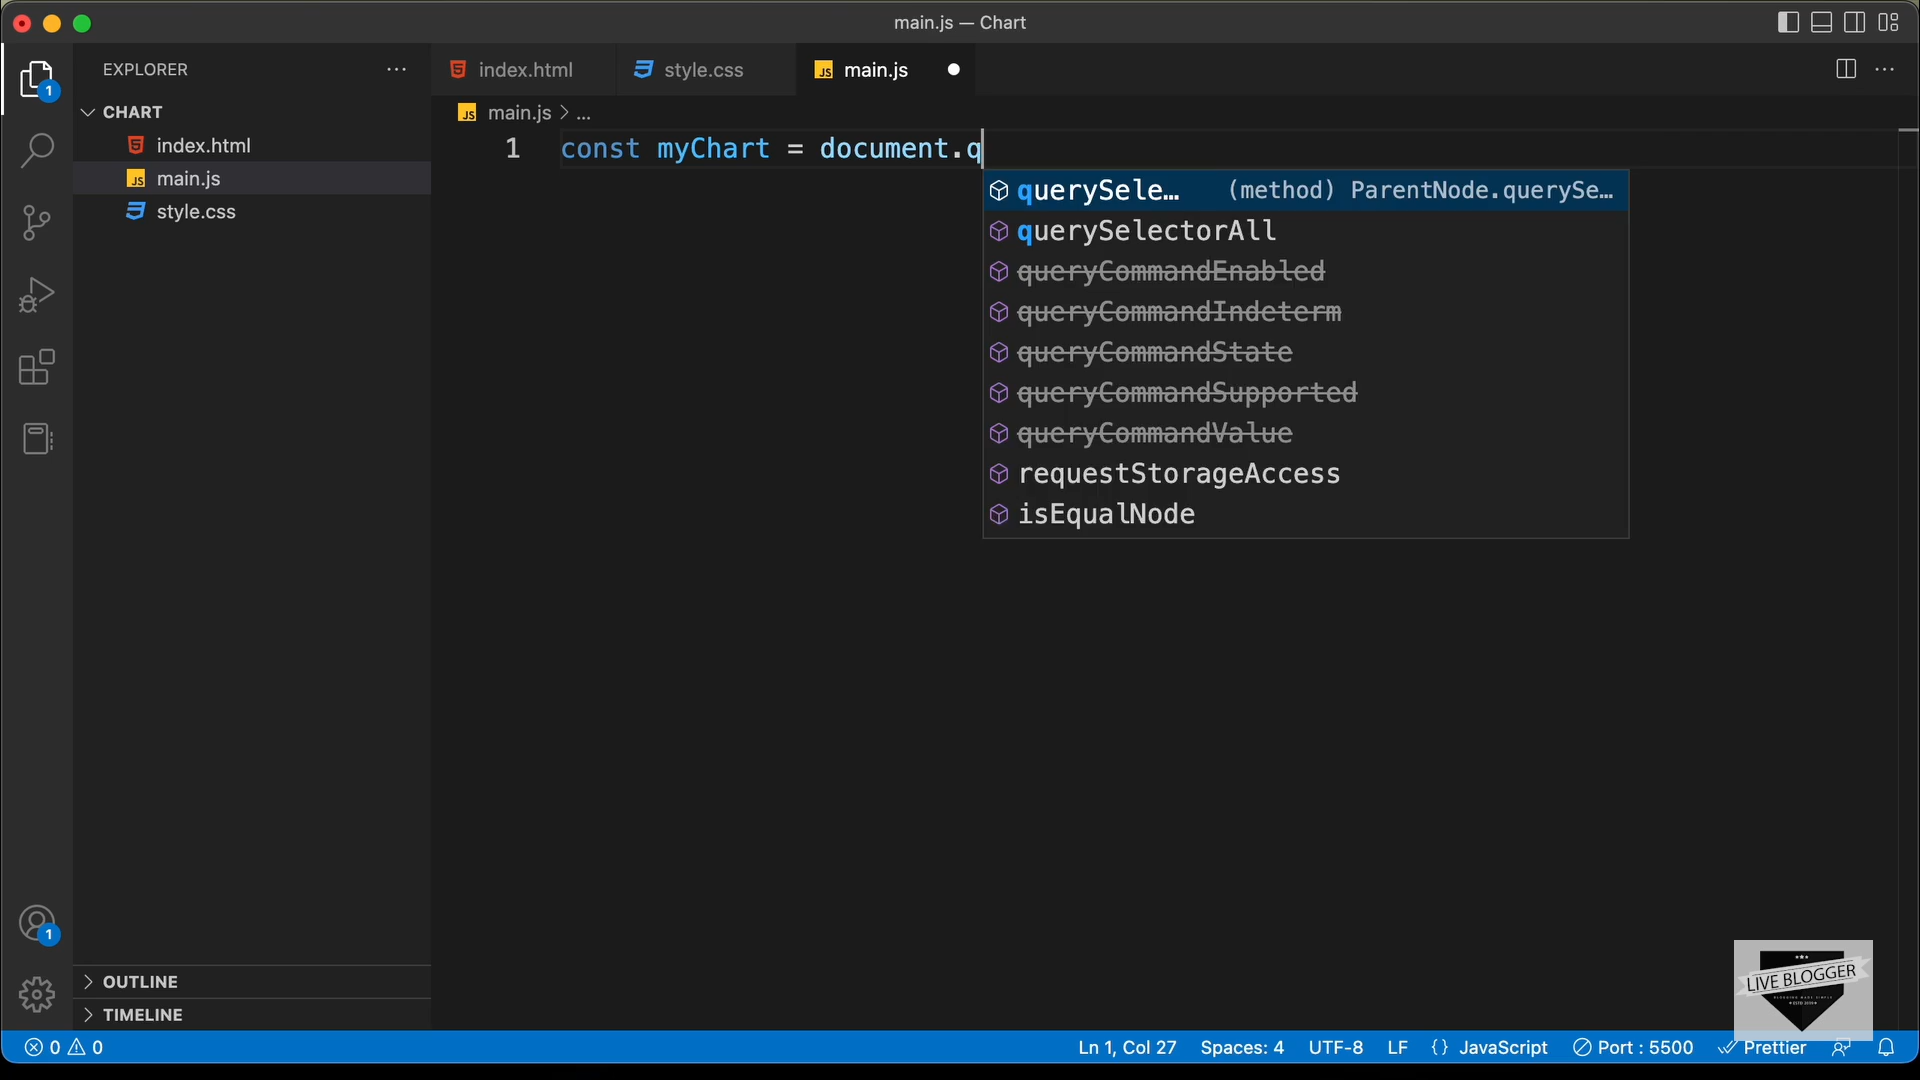 main.js — Chart
EXPLORER
index.html
style.css
main.js
1
CHART
main.js > ...
index.html
main.js
style.css
1 const myChart = document.q
querySele… (method) ParentNode.querySe…
querySelectorAll
queryCommandEnabled
queryCommandIndeterm
queryCommandState
queryCommandSupported
queryCommandValue
requestStorageAccess
isEqualNode
1
OUTLINE
TIMELINE
LIVE BLOGGER
0 0
Ln 1, Col 27 Spaces: 4 UTF-8 LF {} JavaScript Port : 5500 Prettier